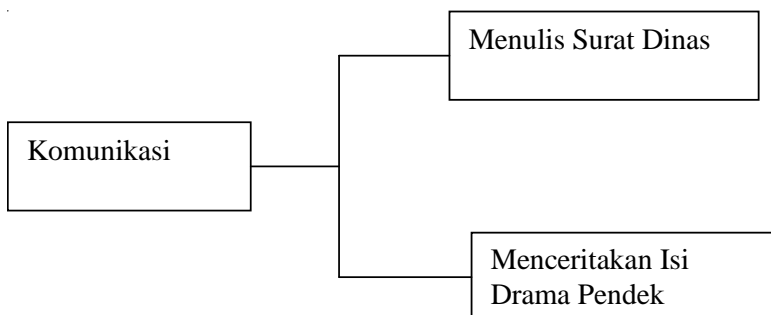 Menulis Surat Dinas
Komunikasi
Menceritakan Isi
Drama Pendek